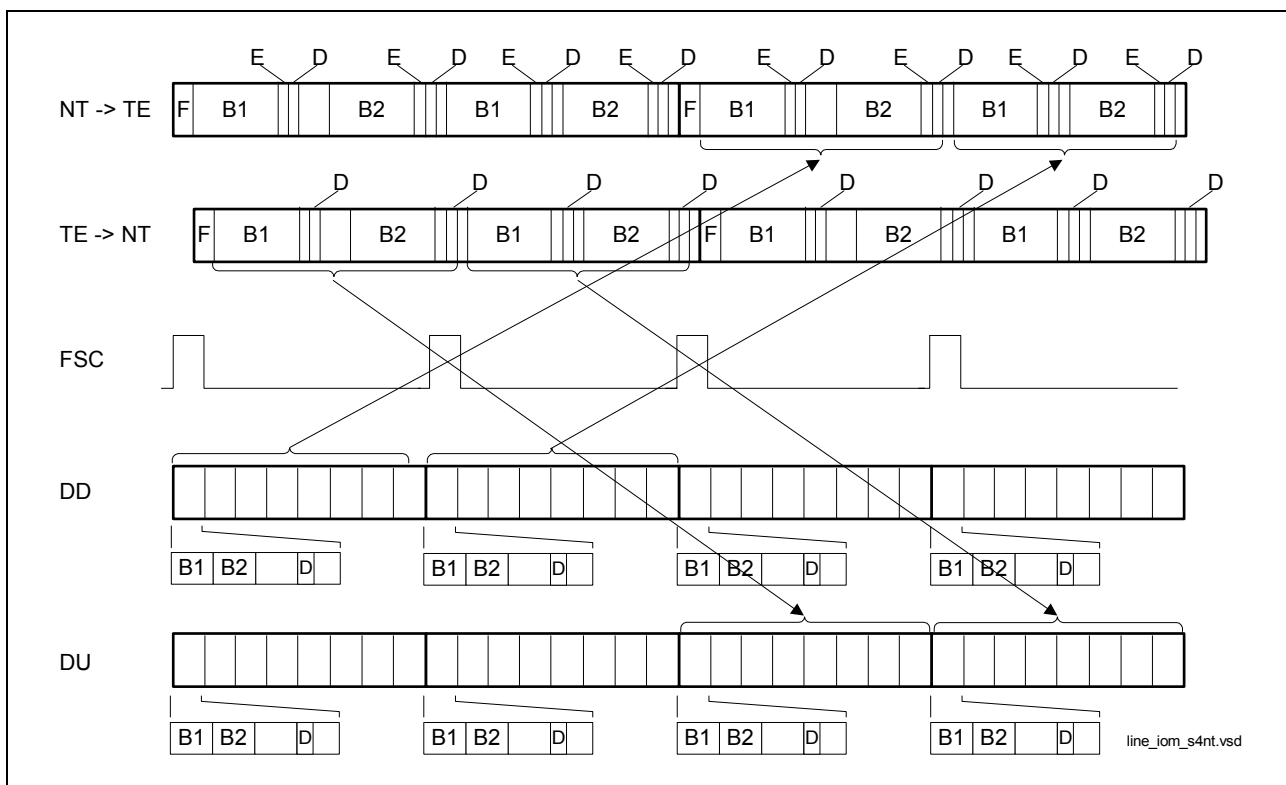 E D E D E D E D E D E D E D E D
NT -> TE F B1 B2 B1 B2 F B1 B2 B1 B2
D D D D D D D D
TE -> NT F B1 B2 B1 B2 F B1 B2 B1 B2
FSC
DD
B1 B2 D B1 B2 D B1 B2 D B1 B2 D
DU
B1 B2 D B1 B2 D B1 B2 D B1 B2 D
line_iom_s4nt.vsd